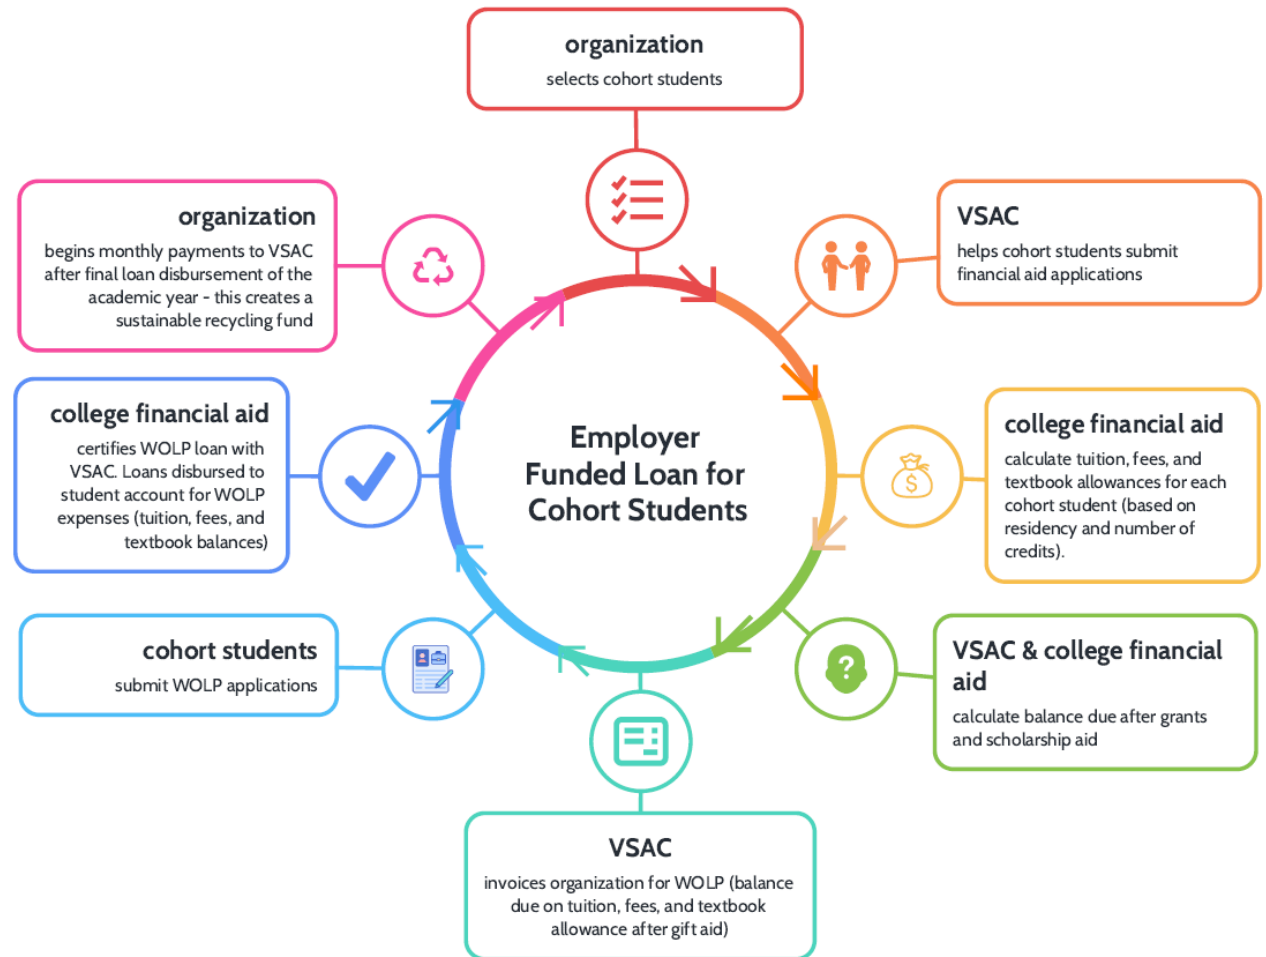 organization
selects cohort students
VSAC
helps cohort students submit
financial aid applications
college financial aid
calculate tuition, fees, and
textbook allowances for each
cohort student (based on
residency and number of
credits).
VSAC & college financial
aid
calculate balance due after grants
and scholarship aid
VSAC
invoices organization for WOLP (balance
due on tuition, fees, and textbook
allowance after gift aid)
cohort students
submit WOLP applications
college financial aid
certifies WOLP loan with
VSAC. Loans disbursed to
student account for WOLP
expenses (tuition, fees, and
textbook balances)
organization
begins monthly payments to VSAC
after final loan disbursement of the
academic year - this creates a
sustainable recycling fund
Employer
Funded Loan for
Cohort Students
$
?